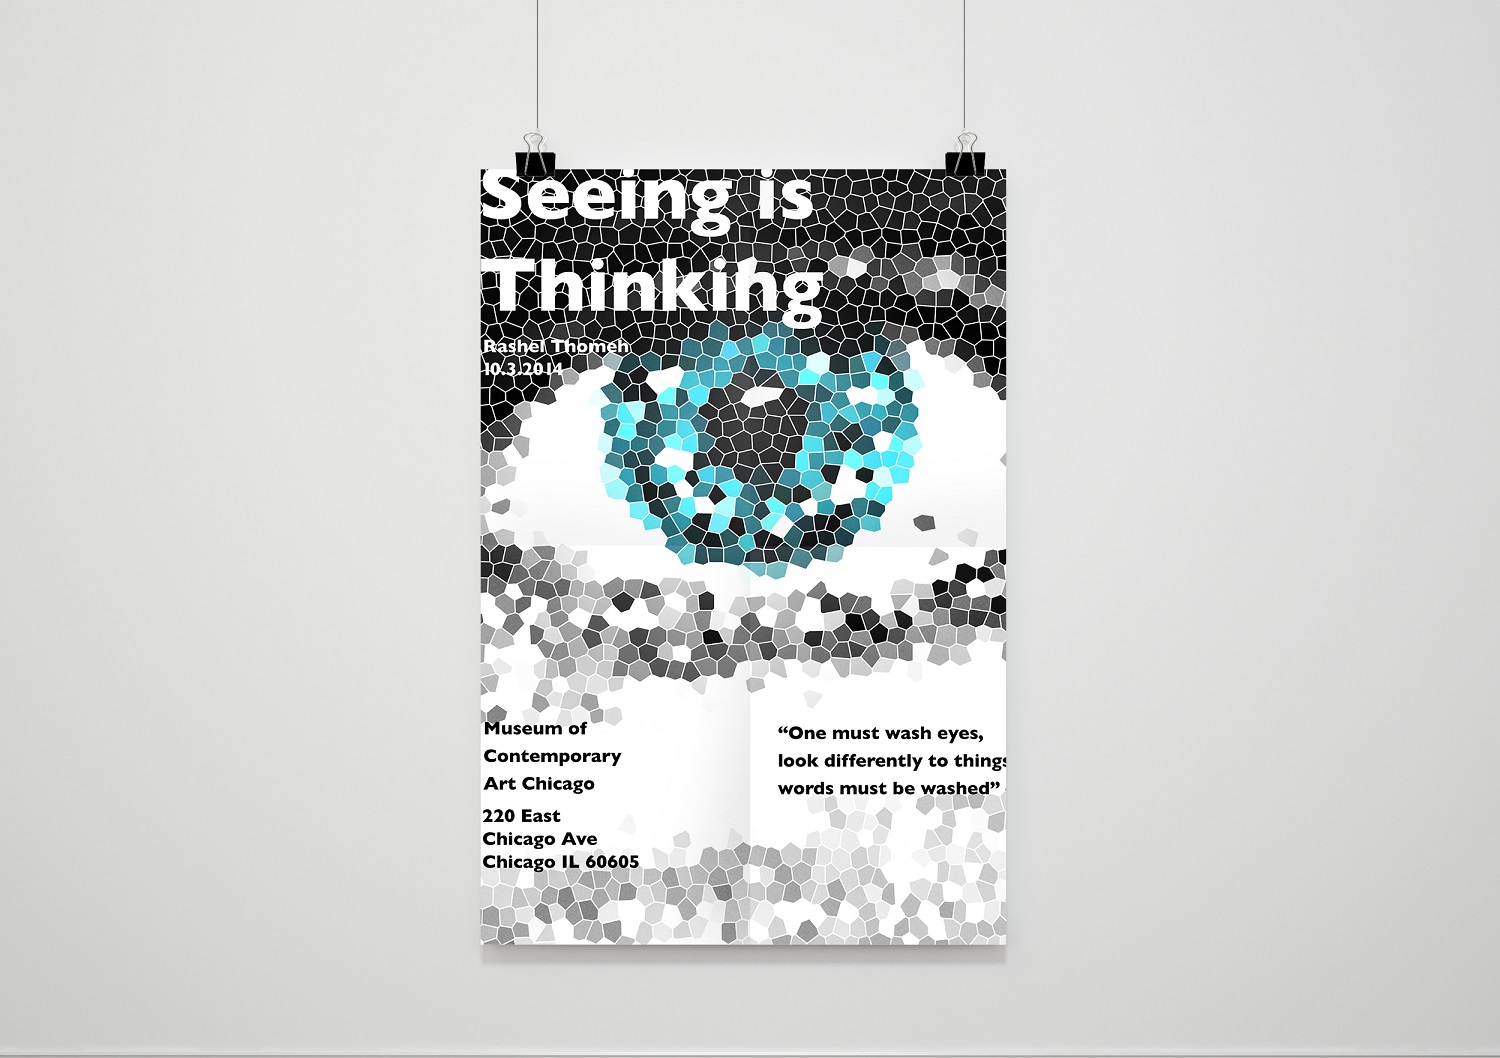 Seeing is
Thinking
Rashel Thomeh
10.3.2014
Museum of
Contemporary
Art Chicago
220 East
Chicago Ave
Chicago IL 60605
“One must wash eyes,
look differently to things
words must be washed”